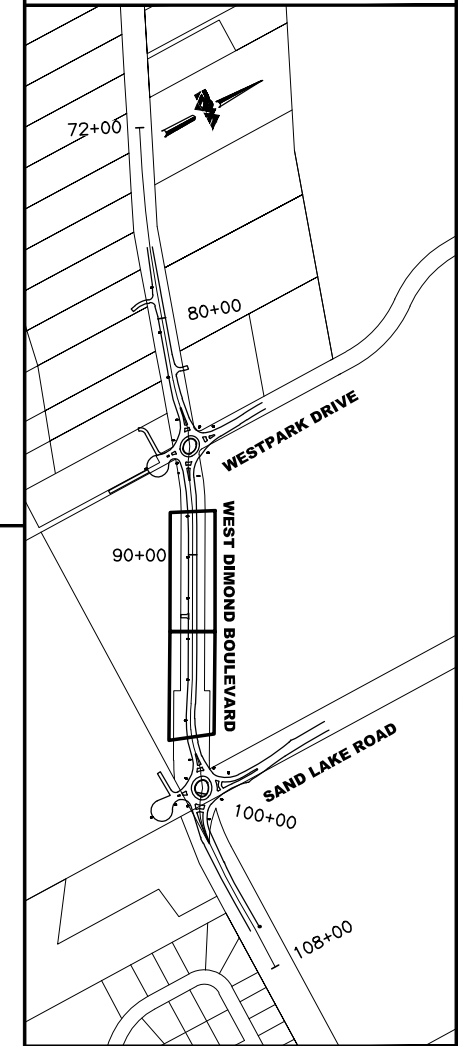 72+00
80+00
WESTPARK DRIVE
90+00
WEST DIMOND BOULEVARD
SAND LAKE ROAD
100+00
108+00